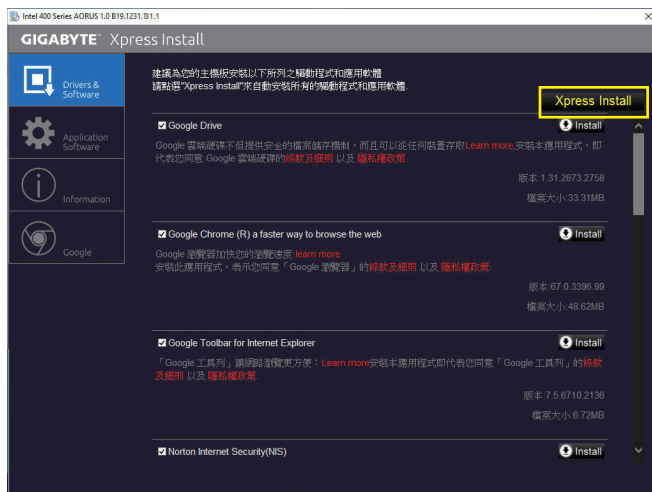 Intel 400 Series AORUS 1.0 B19.1231.1B1.1
GIGABYTE™ Xpress Install
Drivers &
Software
Application
Software
Information
Google
建議為您的主機板安裝以下所列之驅動程式和應用軟體
請點選"Xpress Install"來自動安裝所有的驅動程式和應用軟體.
Xpress Install
Google Drive
Install
Google 雲端硬碟不但提供安全的檔案儲存機制，而且可以從任何裝置存取Learn more,安裝本應用程式，即
代表您同意 Google 雲端硬碟的條款及細則 以及 隱私權政策.
版本:1.31.2873.2758
檔案大小:33.31MB
Google Chrome (R) a faster way to browse the web
Install
Google 瀏覽器加快您的瀏覽速度:learn more
安裝此應用程式，表示您同意「Google 瀏覽器」的條款及細則 以及 隱私權政策.
版本:67.0.3396.99
檔案大小:48.62MB
Google Toolbar for Internet Explorer
Install
「Google 工具列」讓網路瀏覽更方便：Learn more安裝本應用程式即代表您同意「Google 工具列」的條款
及細則 以及 隱私權政策.
版本:7.5.6710.2136
檔案大小:6.72MB
Norton Internet Security(NIS)
Install